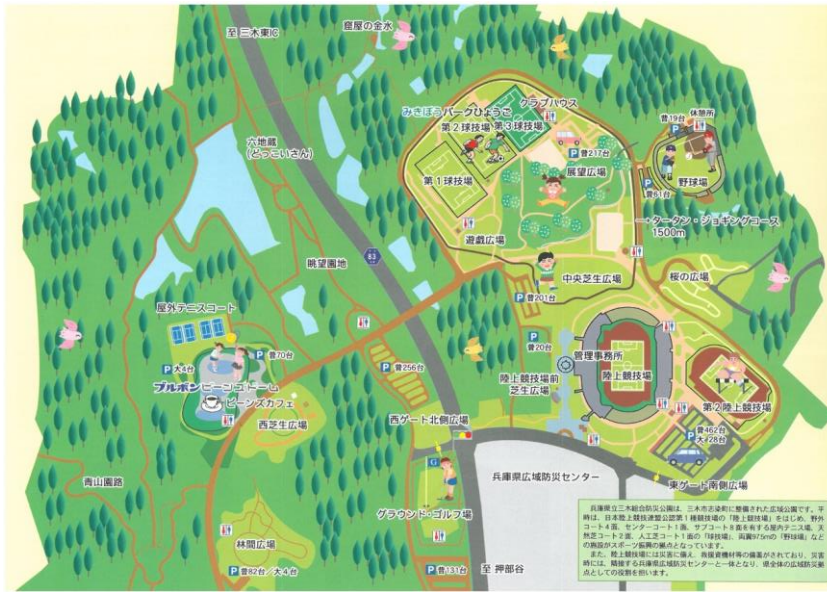 窟屋の金水
至 三木東IC
クラブハウス
みきぼうパークひょうご
第2球技場 第3球技場
休憩所
P 普19台
六地蔵
(どっこいさん)
P 普217台
展望広場
第1球技場
野球場
P 普61台
タータン・ジョギングコース
1500m
遊戯広場
眺望園地
83
中央芝生広場
桜の広場
P 普201台
屋外テニスコート
P 普20台
管理事務所
P 大4台
P 普70台
P 普256台
陸上競技場
ブルボンビーンズドーム
ビーンズカフェ
陸上競技場前
芝生広場
第2陸上競技場
西芝生広場
西ゲート北側広場
P 普462台
大 28台
G
青山園路
兵庫県広域防災センター
東ゲート南側広場
グラウンド・ゴルフ場
林間広場
P 普82台/大4台
P 普131台
至 押部谷
兵庫県立三木総合防災公園は、三木市志染町に整備された広域公園です。平
時は、日本陸上競技連盟公認第1種競技場の「陸上競技場」をはじめ、野外
コート4面、センターコート1面、サブコート8面を有する屋内テニス場、天
然芝コート2面、人工芝コート1面の「球技場」、両翼97.5mの「野球場」など
の施設がスポーツ振興の拠点となっています。
また、陸上競技場には災害に備え、救援資機材等の備蓄がされており、災害
時には、隣接する兵庫県広域防災センターと一体となり、県全体の広域防災拠
点としての役割を担います。